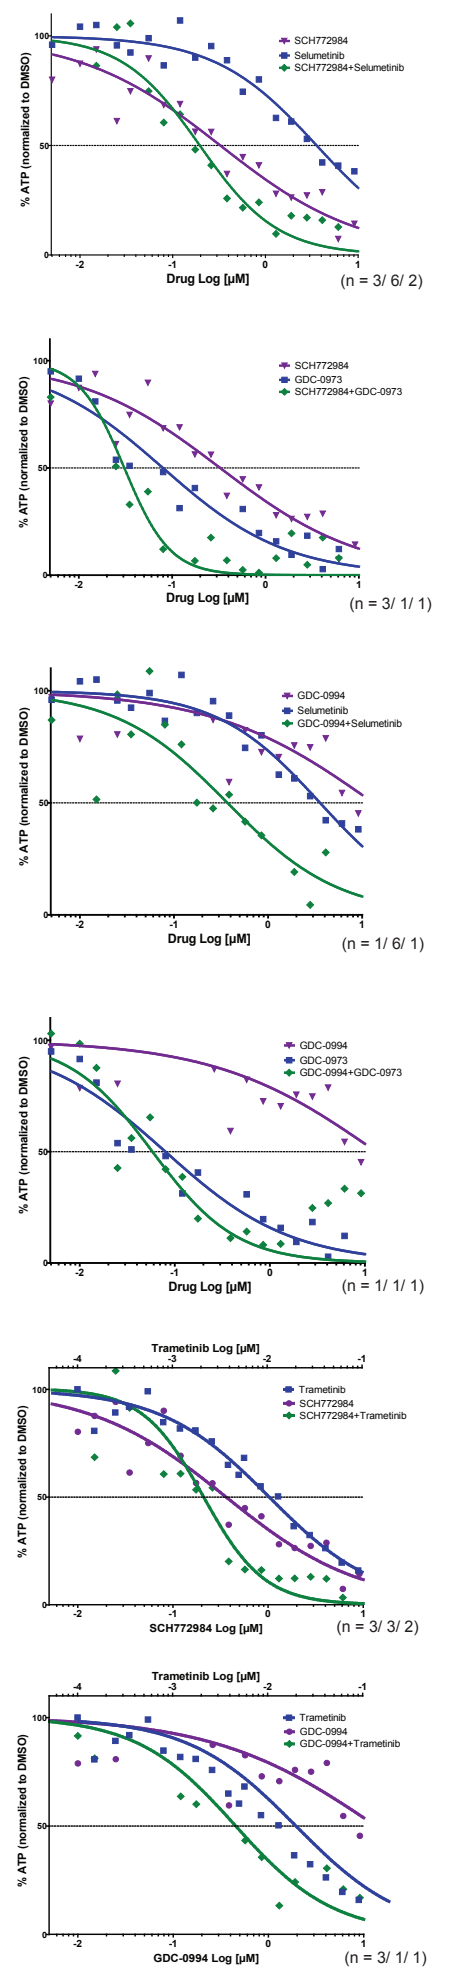 % ATP (normalized to DMSO)
100
50
0
SCH772984
Selumetinib
SCH772984+Selumetinib
-2 -1 0 1
Drug Log [µM]
(n = 3/ 6/ 2)
% ATP (normalized to DMSO)
100
50
0
SCH772984
GDC-0973
SCH772984+GDC-0973
-2 -1 0 1
Drug Log [µM]
(n = 3/ 1/ 1)
% ATP (normalized to DMSO)
100
50
0
GDC-0994
Selumetinib
GDC-0994+Selumetinib
-2 -1 0 1
Drug Log [µM]
(n = 1/ 6/ 1)
% ATP (normalized to DMSO)
100
50
0
GDC-0994
GDC-0973
GDC-0994+GDC-0973
-2 -1 0 1
Drug Log [µM]
(n = 1/ 1/ 1)
Trametinib Log [µM]
-4 -3 -2 -1
% ATP (normalized to DMSO)
100
50
0
Trametinib
SCH772984
SCH772984+Trametinib
-2 -1 0 1
SCH772984 Log [µM]
(n = 3/ 3/ 2)
Trametinib Log [µM]
-4 -3 -2 -1
% ATP (normalized to DMSO)
100
50
0
Trametinib
GDC-0994
GDC-0994+Trametinib
-2 -1 0 1
GDC-0994 Log [µM]
(n = 3/ 1/ 1)